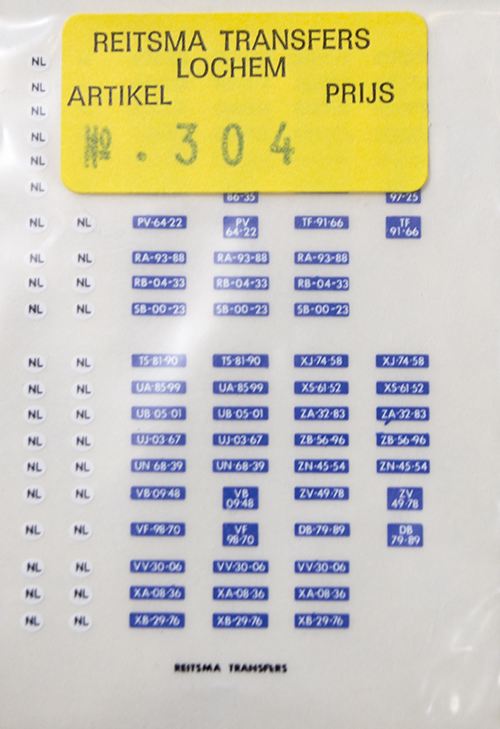 REITSMA TRANSFERS
LOCHEM
ARTIKEL PRIJS
№. 304
NL
NL
NL
NL
NL
NL
86-35 97-25
NL NL PV-64-22 PV 64-22 TF-91-66 TF 91-66
NL NL RA-93-88 RA-93-88 RA-93-88
NL NL RB-04-33 RB-04-33 RB-04-33
NL NL SB-00-23 SB-00-23 SB-00-23
NL NL TS-81-90 TS-81-90 XJ-74-58 XJ-74-58
NL NL UA-85-99 UA-85-99 XS-61-52 XS-61-52
NL NL UB-05-01 UB-05-01 ZA-32-83 ZA-32-83
NL NL UJ-03-67 UJ-03-67 ZB-56-96 ZB-56-96
NL NL UN-68-39 UN-68-39 ZN-45-54 ZN-45-54
NL NL VB-09-48 VB 09-48 ZV-49-78 ZV 49-78
NL NL VF-98-70 VF 98-70 DB-79-89 DB 79-89
NL NL VV-30-06 VV-30-06 VV-30-06
NL NL XA-08-36 XA-08-36 XA-08-36
NL NL XB-29-76 XB-29-76 XB-29-76
REITSMA TRANSFERS